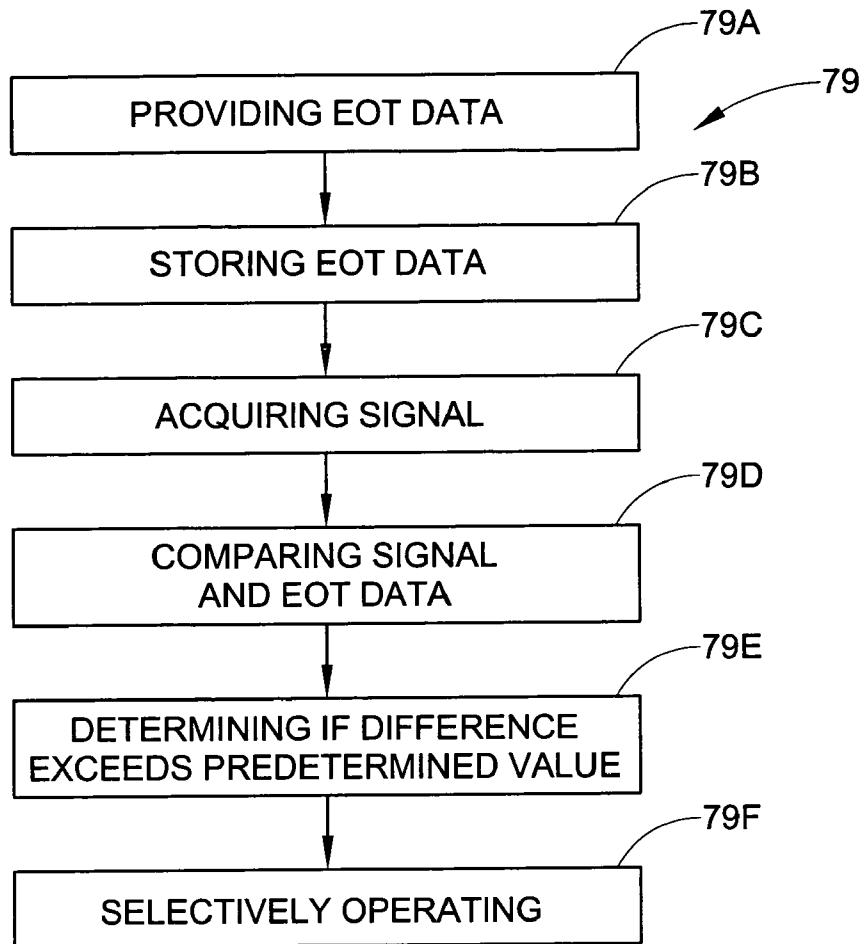 79A
79
PROVIDING EOT DATA
79B
STORING EOT DATA
79C
ACQUIRING SIGNAL
79D
COMPARING SIGNAL
AND EOT DATA
79E
DETERMINING IF DIFFERENCE
EXCEEDS PREDETERMINED VALUE
79F
SELECTIVELY OPERATING